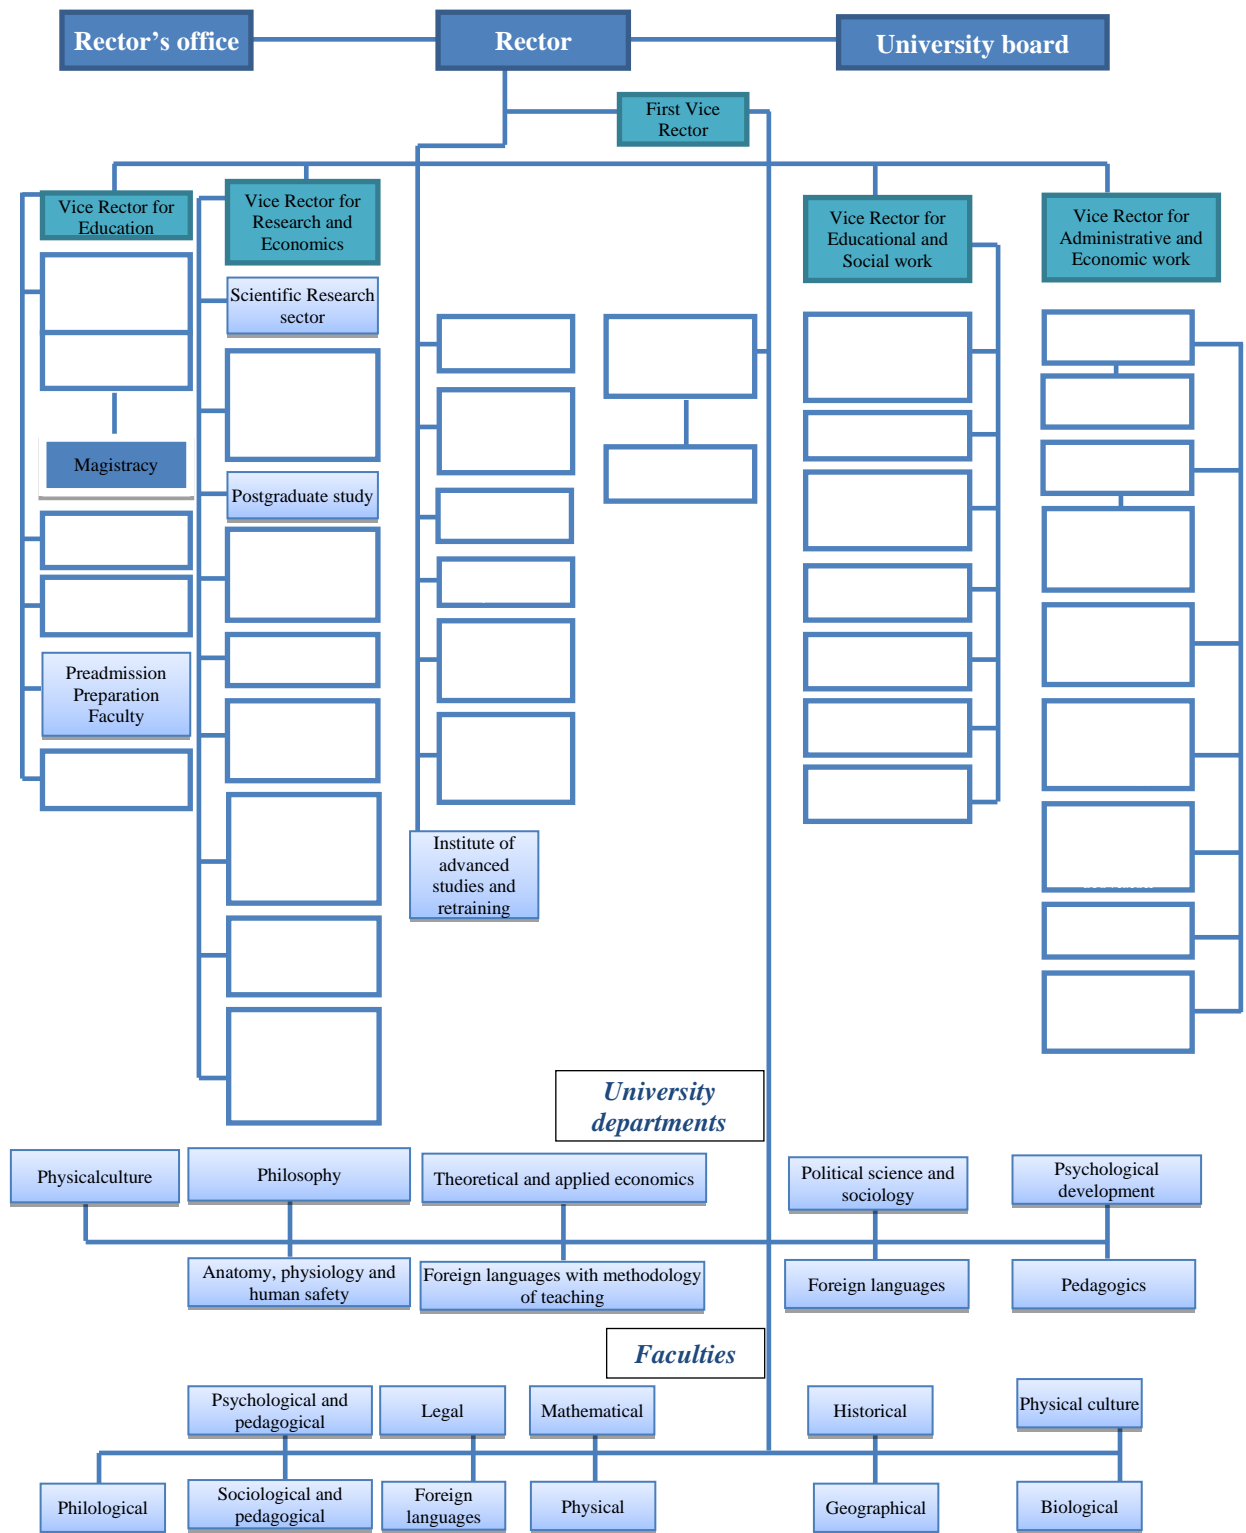 Rector’s office
Rector
University board
First Vice
Rector
Vice Rector for
Education
Vice Rector for
Research and
Economics
Vice Rector for
Educational and
Social work
Vice Rector for
Administrative and
Economic work
Scientific Research
sector
Magistracy
Postgraduate study
Preadmission
Preparation
Faculty
Institute of
advanced
studies and
retraining
University
departments
Physicalculture
Philosophy
Theoretical and applied economics
Political science and
sociology
Psychological
development
Anatomy, physiology and
human safety
Foreign languages with methodology
of teaching
Foreign languages
Pedagogics
Faculties
Psychological and
pedagogical
Legal
Mathematical
Historical
Physical culture
Philological
Sociological and
pedagogical
Foreign
languages
Physical
Geographical
Biological